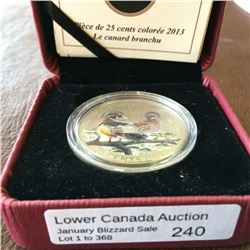 Pièce de 25 cents colorée 2013
Le canard branchu
CENTS
Lower Canada Auction
January Blizzard Sale
Lot 1 to 368
240